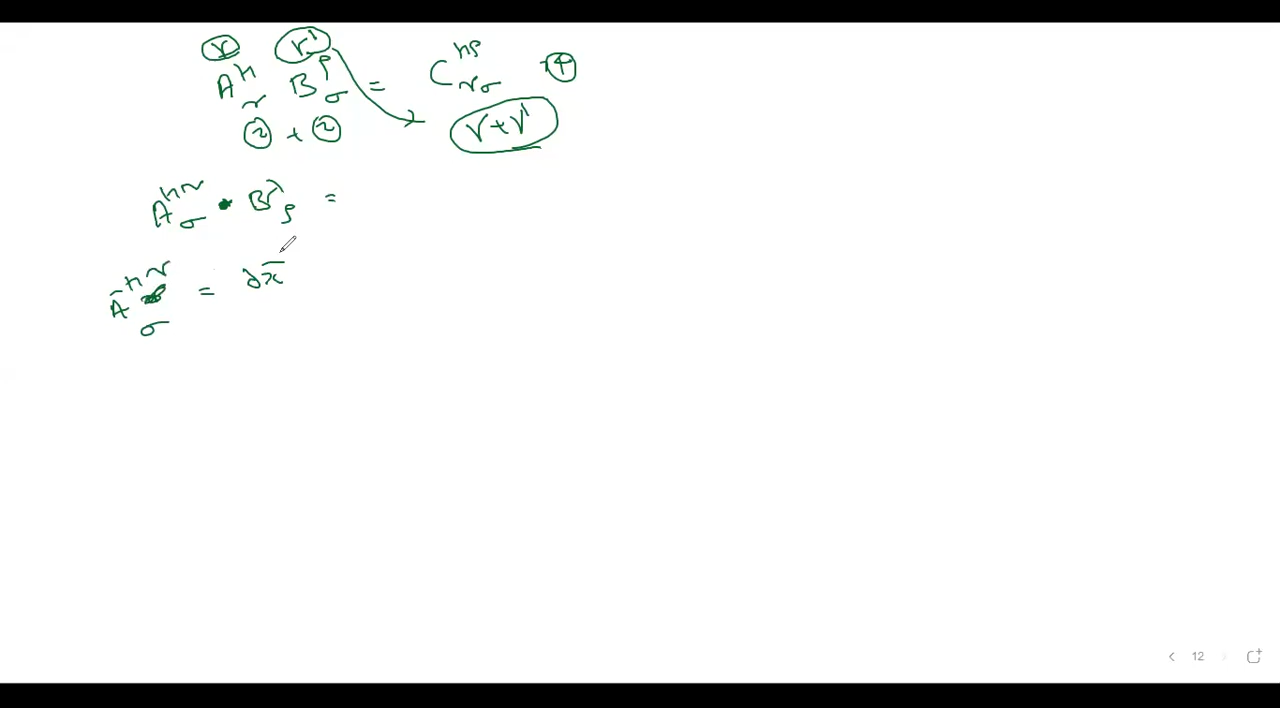 r r'
A^μ_ν B^ρ_σ = C^{μρ}_{νσ} ④
② + ② r+r'
A^{μν}_σ · B^λ_ρ =
Ā^{μν}_σ = ∂x̄
12